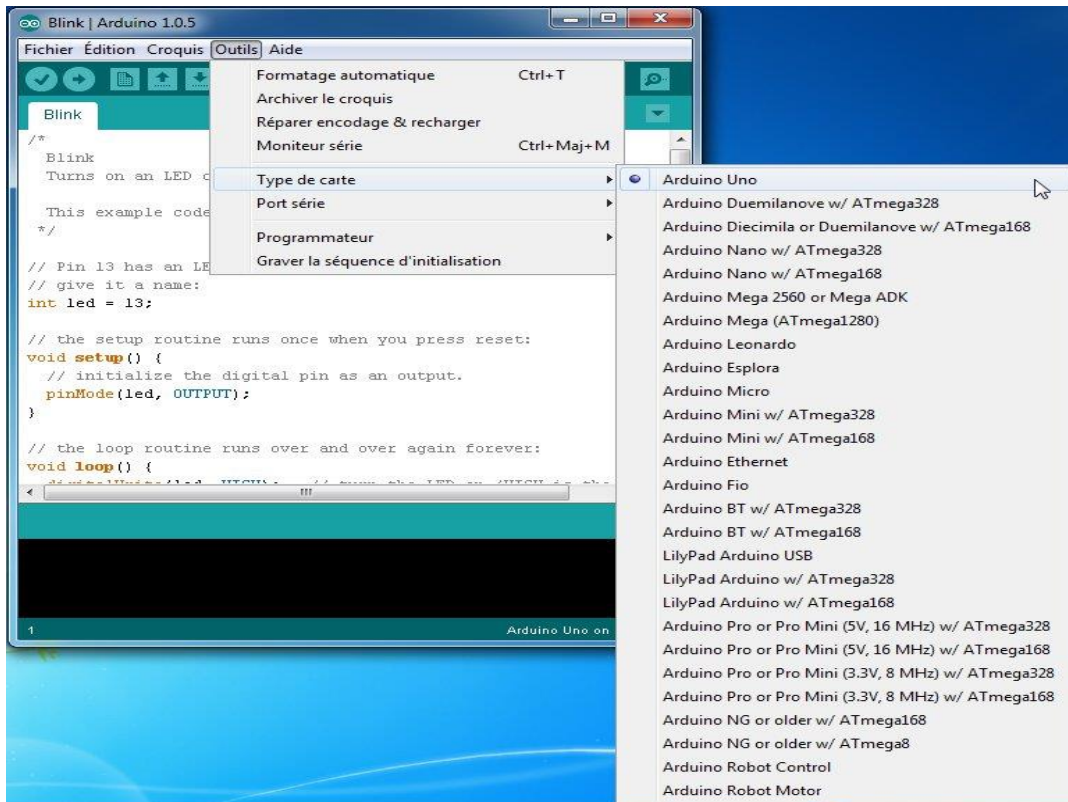 Blink | Arduino 1.0.5
Fichier Édition Croquis Outils Aide
Formatage automatique Ctrl+T
Archiver le croquis
Réparer encodage & recharger
Moniteur série Ctrl+Maj+M
Type de carte
Port série
Programmateur
Graver la séquence d'initialisation
Blink
/*
Blink
Turns on an LED
This example code
*/
// Pin 13 has an LE
// give it a name:
int led = 13;
// the setup routine runs once when you press reset:
void setup() {
// initialize the digital pin as an output.
pinMode(led, OUTPUT);
}
// the loop routine runs over and over again forever:
void loop() {
1
Arduino Uno on
Arduino Uno
Arduino Duemilanove w/ ATmega328
Arduino Diecimila or Duemilanove w/ ATmega168
Arduino Nano w/ ATmega328
Arduino Nano w/ ATmega168
Arduino Mega 2560 or Mega ADK
Arduino Mega (ATmega1280)
Arduino Leonardo
Arduino Esplora
Arduino Micro
Arduino Mini w/ ATmega328
Arduino Mini w/ ATmega168
Arduino Ethernet
Arduino Fio
Arduino BT w/ ATmega328
Arduino BT w/ ATmega168
LilyPad Arduino USB
LilyPad Arduino w/ ATmega328
LilyPad Arduino w/ ATmega168
Arduino Pro or Pro Mini (5V, 16 MHz) w/ ATmega328
Arduino Pro or Pro Mini (5V, 16 MHz) w/ ATmega168
Arduino Pro or Pro Mini (3.3V, 8 MHz) w/ ATmega328
Arduino Pro or Pro Mini (3.3V, 8 MHz) w/ ATmega168
Arduino NG or older w/ ATmega168
Arduino NG or older w/ ATmega8
Arduino Robot Control
Arduino Robot Motor